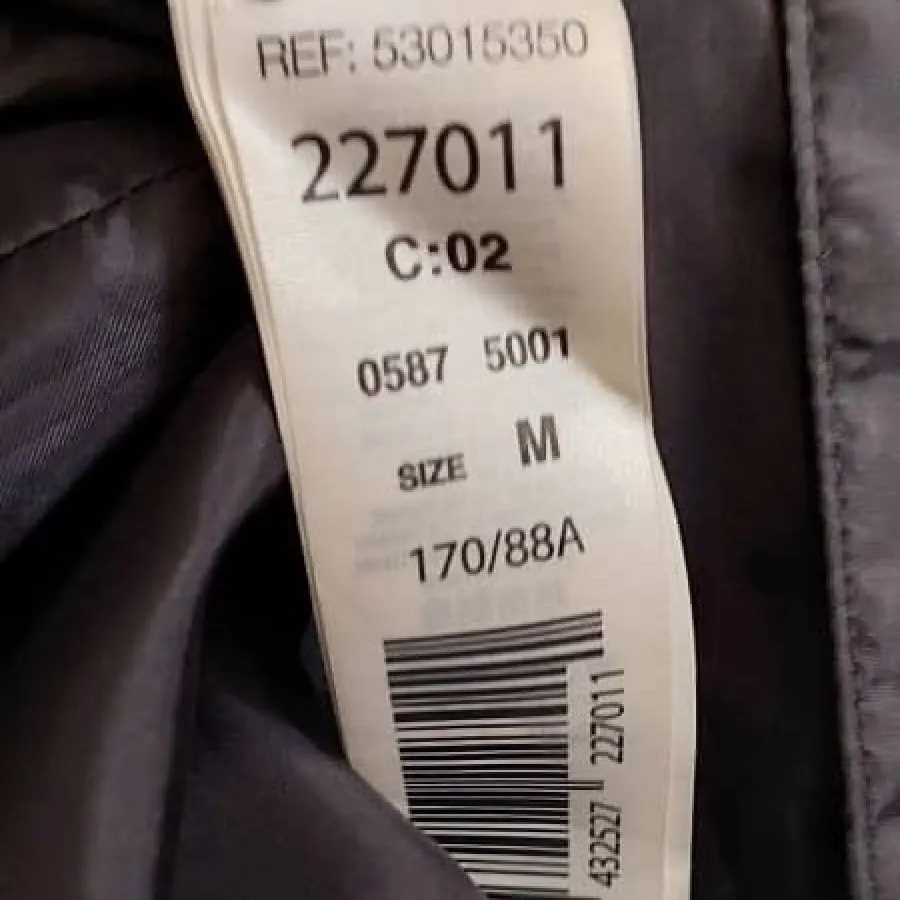 REF: 53015350
227011
C:02
0587 5001
SIZE M
170/88A
432527 227011